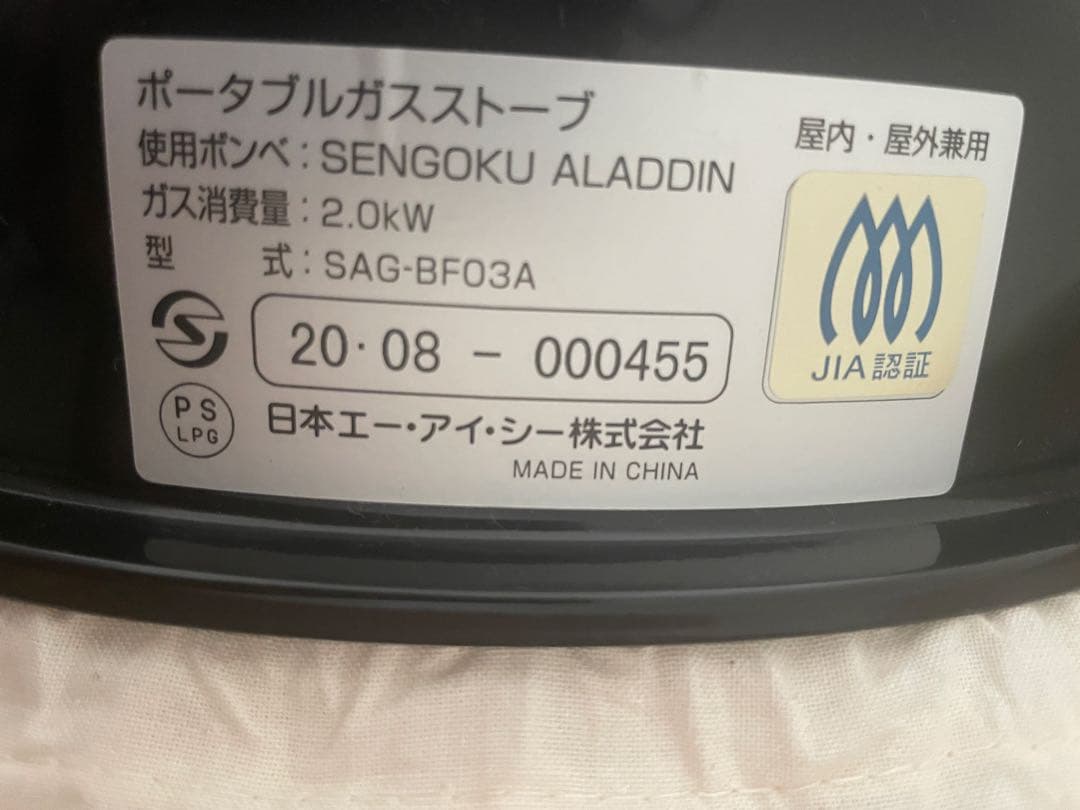 ポータブルガスストーブ
使用ボンベ：SENGOKU ALADDIN
ガス消費量：2.0kW
型　　式：SAG-BF03A
20・08 － 000455
PS
LPG
日本エー・アイ・シー株式会社
MADE IN CHINA
屋内・屋外兼用
JIA認証